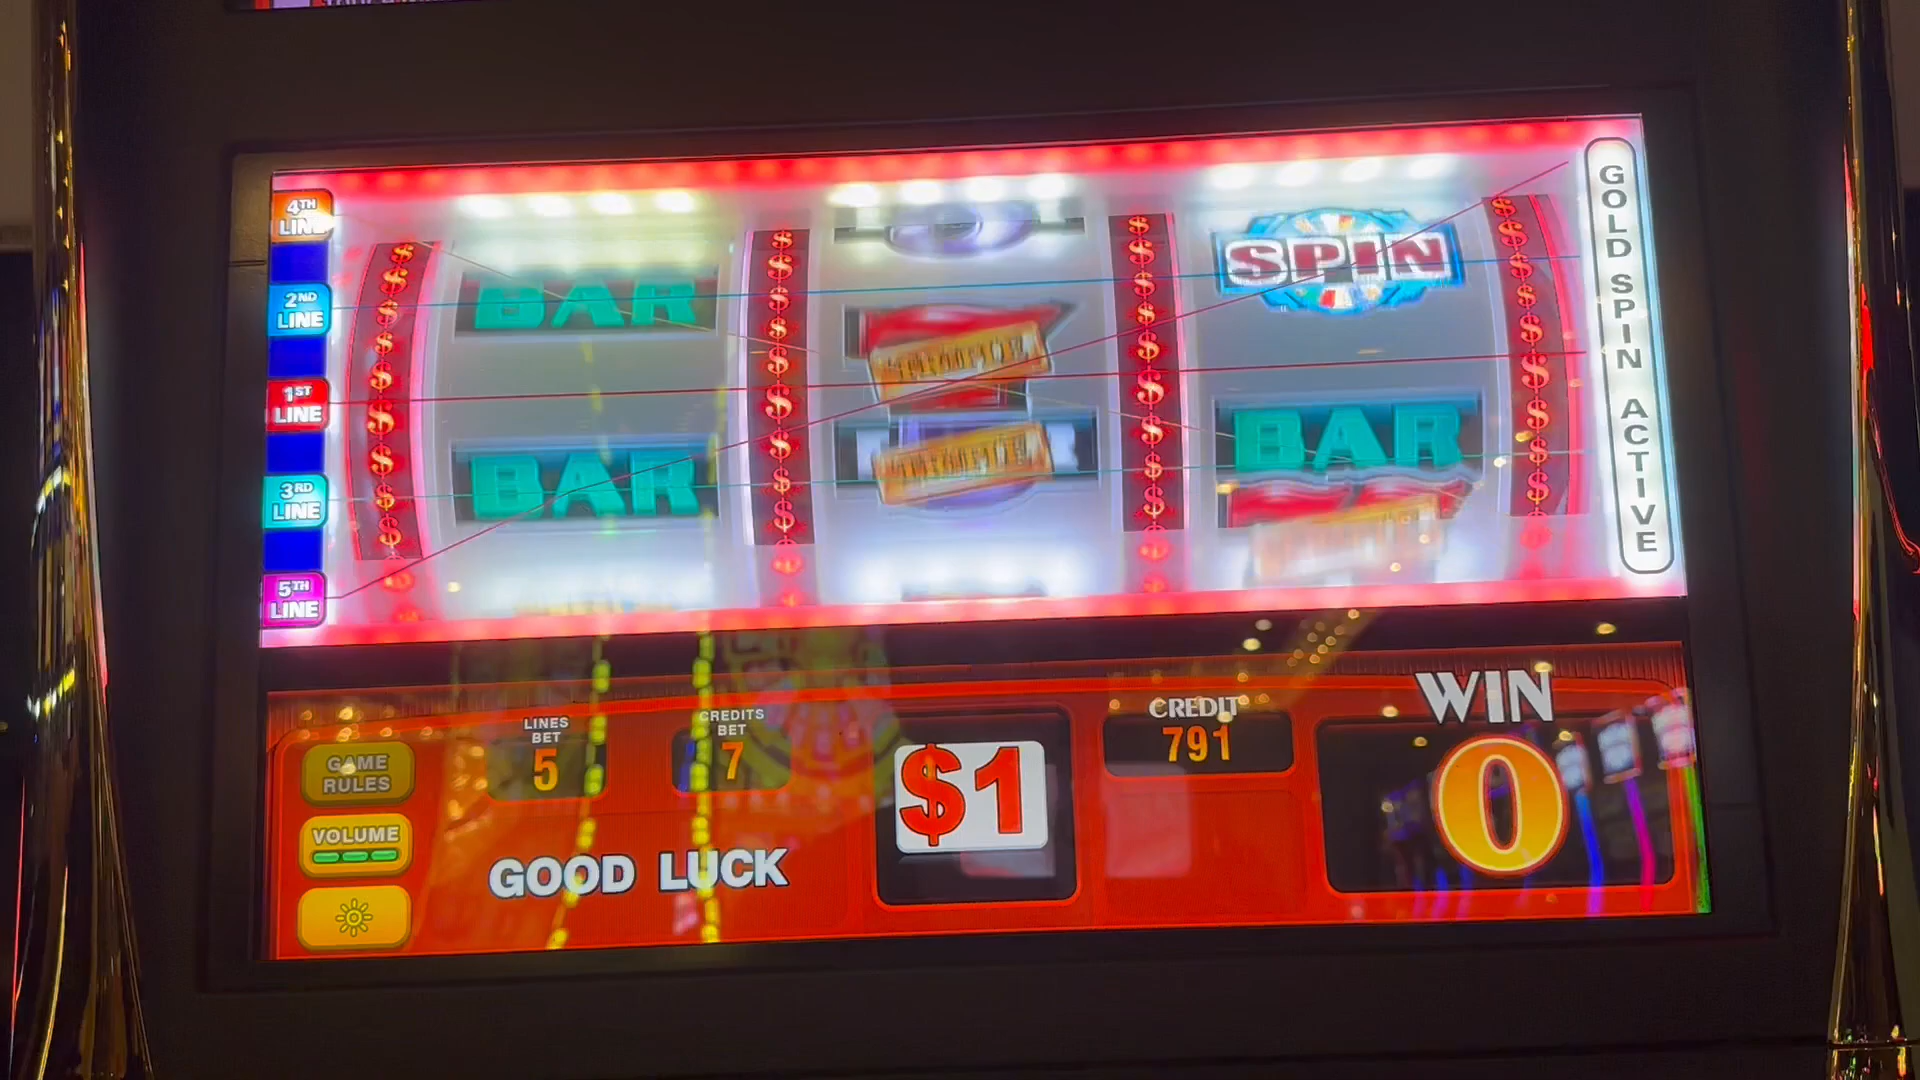 4TH
LINE
2ND
LINE
1ST
LINE
3RD
LINE
5TH
LINE
BAR
BAR
SPIN
BAR
GOLD SPIN ACTIVE
GAME
RULES
VOLUME
LINES
BET
5
CREDITS
BET
7
GOOD LUCK
$1
CREDIT
791
WIN
0